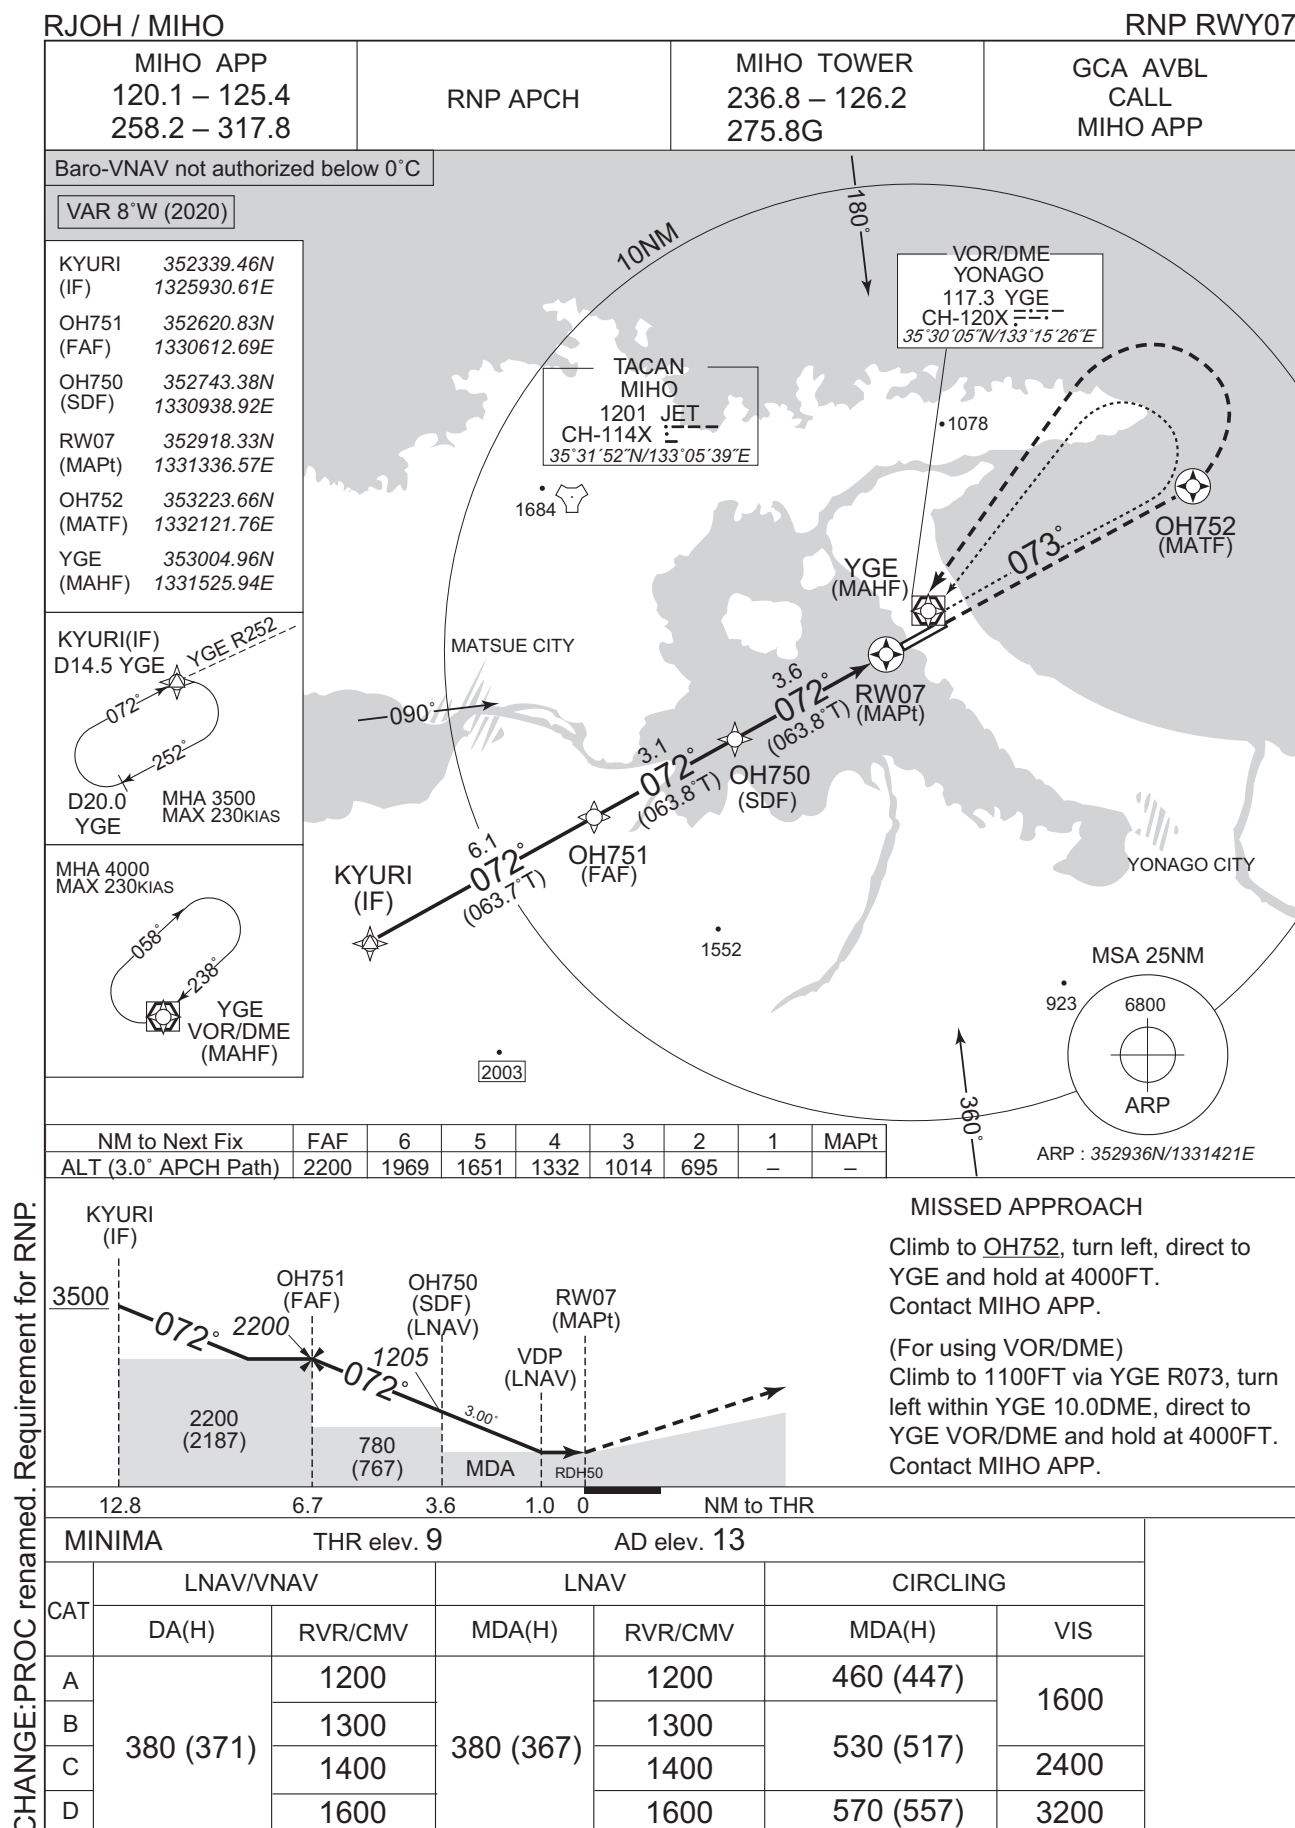 RJOH / MIHO
RNP RWY07
MIHO APP
120.1 – 125.4
258.2 – 317.8
RNP APCH
MIHO TOWER
236.8 – 126.2
275.8G
GCA AVBL
CALL
MIHO APP
Baro-VNAV not authorized below 0˚C
VAR 8˚W (2020)
KYURI 352339.46N
(IF) 1325930.61E
OH751 352620.83N
(FAF) 1330612.69E
OH750 352743.38N
(SDF) 1330938.92E
RW07 352918.33N
(MAPt) 1331336.57E
OH752 353223.66N
(MATF) 1332121.76E
YGE 353004.96N
(MAHF) 1331525.94E
KYURI(IF)
D14.5 YGE
YGE R252
072˚
252˚
D20.0
YGE
MHA 3500
MAX 230KIAS
MHA 4000
MAX 230KIAS
058˚
238˚
YGE
VOR/DME
(MAHF)
10NM
180˚
VOR/DME
YONAGO
117.3 YGE
CH-120X
35˚30´05˝N/133˚15´26˝E
TACAN
MIHO
1201 JET
CH-114X
35˚31´52˝N/133˚05´39˝E
1078
1684
OH752
(MATF)
073˚
YGE
(MAHF)
MATSUE CITY
090˚
3.6
072˚
(063.8˚T)
RW07
(MAPt)
3.1
072˚
(063.8˚T)
OH750
(SDF)
6.1
072˚
(063.7˚T)
OH751
(FAF)
KYURI
(IF)
YONAGO CITY
1552
923
2003
360˚
MSA 25NM
6800
ARP
ARP : 352936N/1331421E
NM to Next Fix FAF 6 5 4 3 2 1 MAPt
ALT (3.0˚ APCH Path) 2200 1969 1651 1332 1014 695 – –
KYURI
(IF)
OH751
(FAF)
OH750
(SDF)
(LNAV)
RW07
(MAPt)
VDP
(LNAV)
3500
072˚
2200
1205
072˚
3.00˚
2200
(2187)
780
(767)
MDA
RDH50
12.8 6.7 3.6 1.0 0 NM to THR
MISSED APPROACH
Climb to OH752, turn left, direct to
YGE and hold at 4000FT.
Contact MIHO APP.
(For using VOR/DME)
Climb to 1100FT via YGE R073, turn
left within YGE 10.0DME, direct to
YGE VOR/DME and hold at 4000FT.
Contact MIHO APP.
MINIMA THR elev. 9 AD elev. 13
CAT LNAV/VNAV LNAV CIRCLING
DA(H) RVR/CMV MDA(H) RVR/CMV MDA(H) VIS
A 380 (371) 1200 380 (367) 1200 460 (447) 1600
B 1300 1300 530 (517)
C 1400 1400 2400
D 1600 1600 570 (557) 3200
CHANGE:PROC renamed. Requirement for RNP.